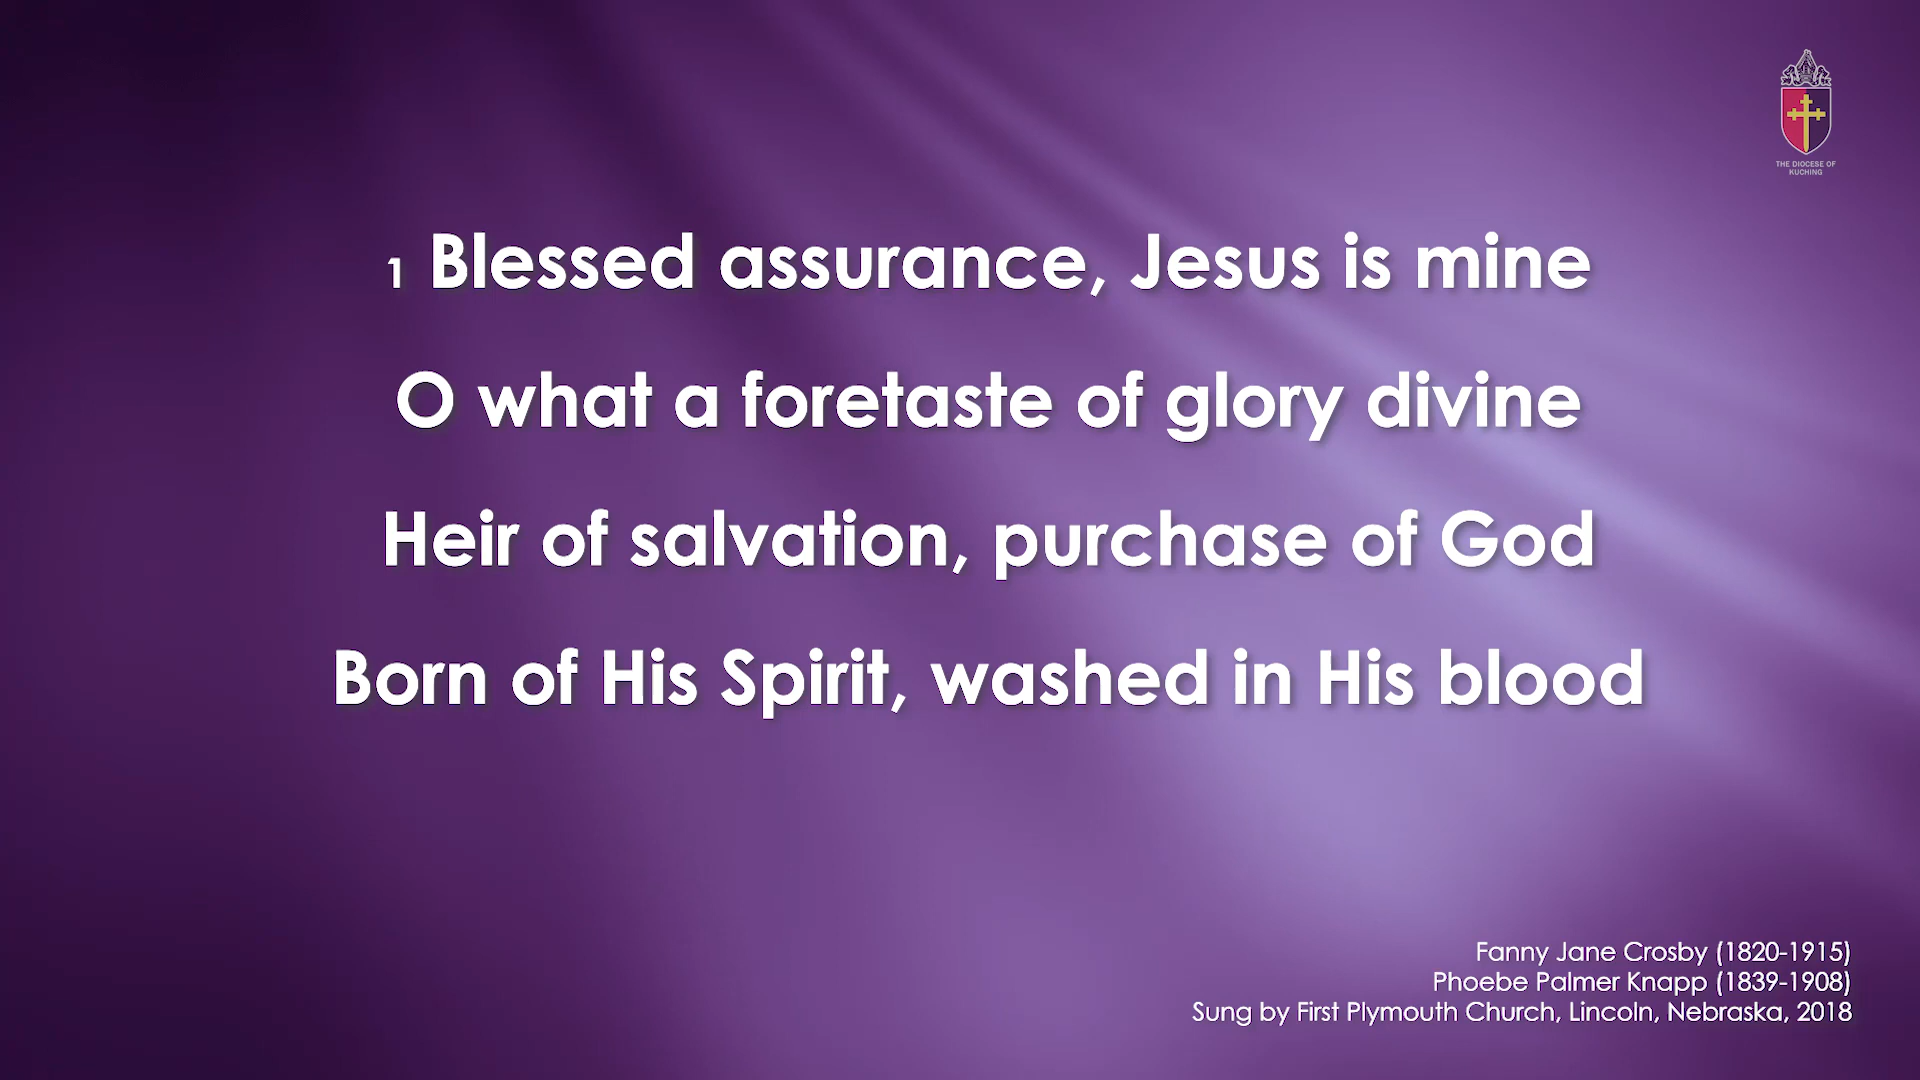 THE DIOCESE OF
KUCHING
1 Blessed assurance, Jesus is mine
O what a foretaste of glory divine
Heir of salvation, purchase of God
Born of His Spirit, washed in His blood
Fanny Jane Crosby (1820-1915)
Phoebe Palmer Knapp (1839-1908)
Sung by First Plymouth Church, Lincoln, Nebraska, 2018